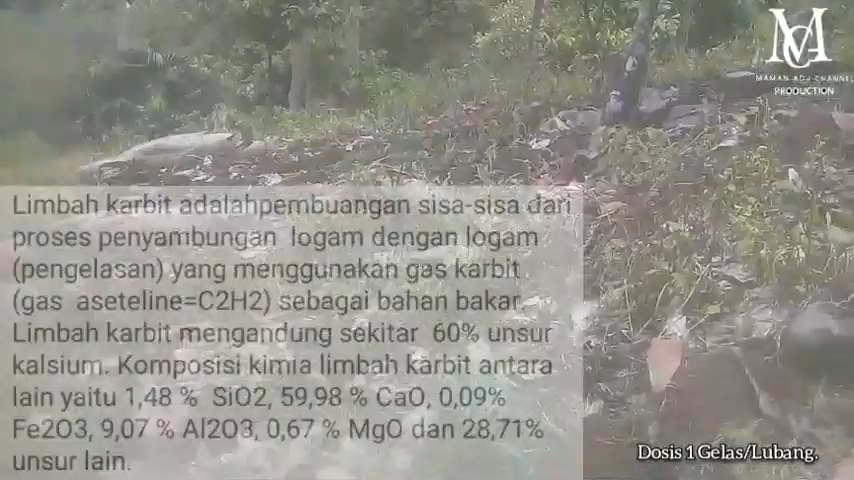 MAMAN ADJ CHANNEL
PRODUCTION
Limbah karbit adalahpembuangan sisa-sisa dari
proses penyambungan logam dengan logam
(pengelasan) yang menggunakan gas karbit
(gas aseteline=C2H2) sebagai bahan bakar
Limbah karbit mengandung sekitar 60% unsur
kalsium. Komposisi kimia limbah karbit antara
lain yaitu 1,48 % SiO2, 59,98 % CaO, 0,09%
Fe2O3, 9,07 % Al2O3, 0,67 % MgO dan 28,71%
unsur lain.
Dosis 1 Gelas/Lubang.